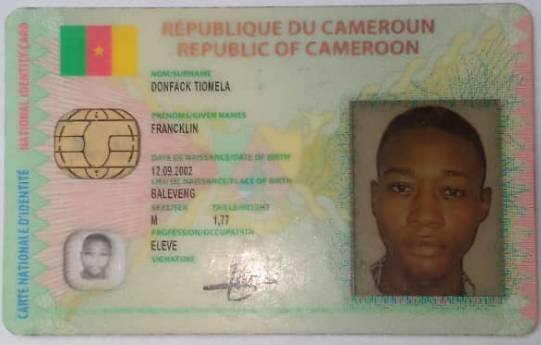 RÉPUBLIQUE DU CAMEROUN
REPUBLIC OF CAMEROON
NATIONAL IDENTITY CARD
CARTE NATIONALE D'IDENTITÉ
NOM/SURNAME
DONFACK TIOMELA
PRENOMS/GIVEN NAMES
FRANCKLIN
DATE DE NAISSANCE/DATE OF BIRTH
12.09.2002
LIEU DE NAISSANCE/PLACE OF BIRTH
BALEVENG
SEXE/SEX TAILLE/HEIGHT
M 1,77
PROFESSION/OCCUPATION
ELEVE
SIGNATURE